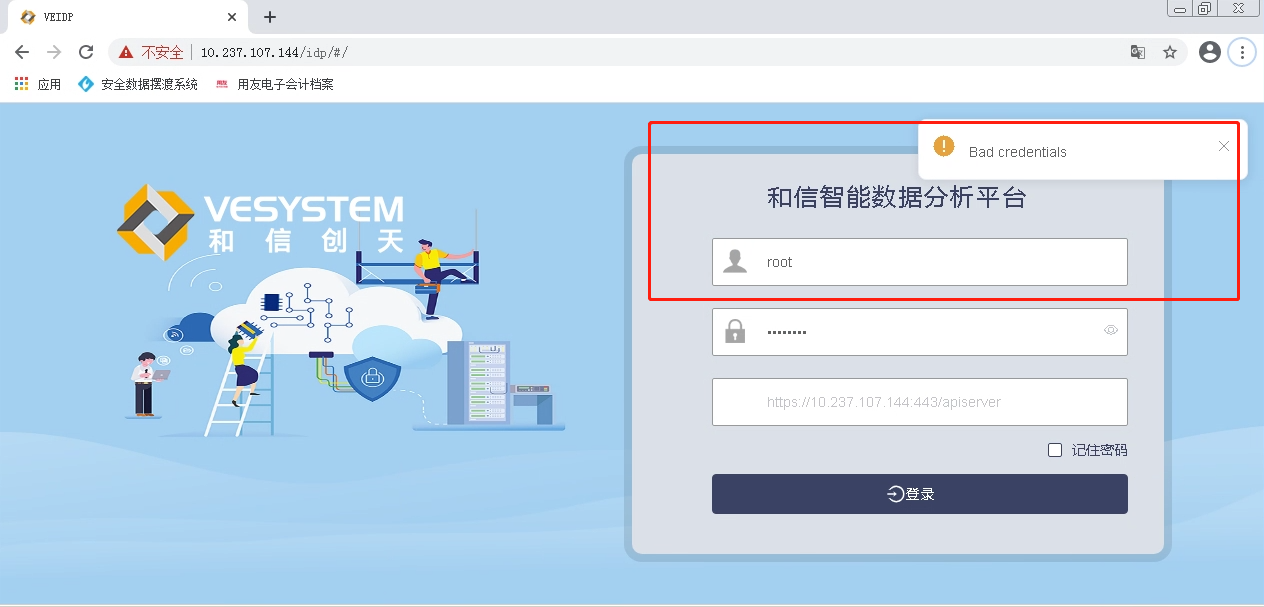 VEIDP
不安全
10.237.107.144/idp/#/
应用
安全数据摆渡系统
用友电子会计档案
Bad credentials
VESYSTEM
和信创天
和信智能数据分析平台
root
••••••••
https://10.237.107.144:443/apiserver
记住密码
登录